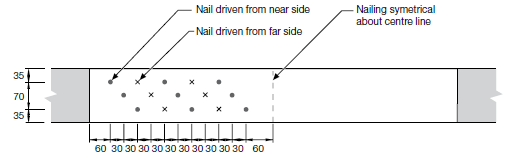 Nail driven from near side
Nail driven from far side
Nailing symetrical
about centre line
35
70
35
60 30 30 30 30 30 30 30 30 30 30 60